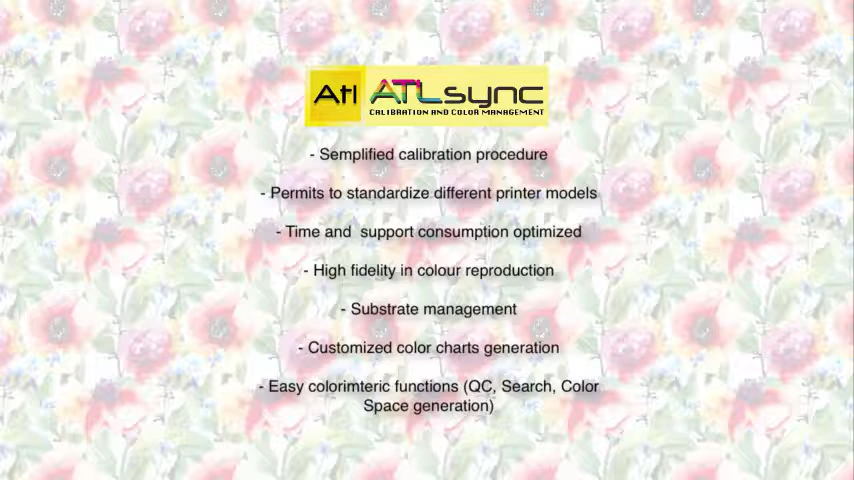 Atl ATLsync
CALIBRATION AND COLOR MANAGEMENT
- Semplified calibration procedure
- Permits to standardize different printer models
- Time and  support consumption optimized
- High fidelity in colour reproduction
- Substrate management
- Customized color charts generation
- Easy colorimteric functions (QC, Search, Color
Space generation)